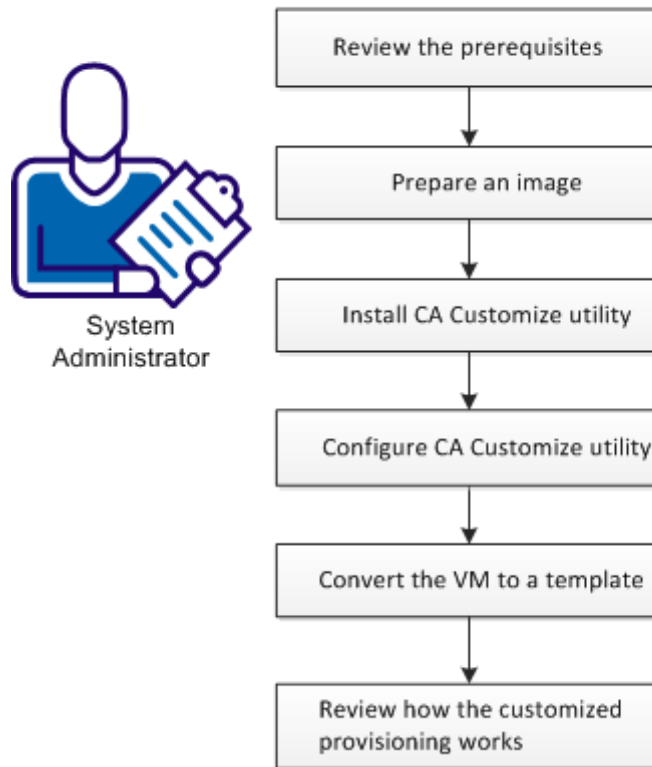 Review the prerequisites
Prepare an image
System
Administrator
Install CA Customize utility
Configure CA Customize utility
Convert the VM to a template
Review how the customized
provisioning works